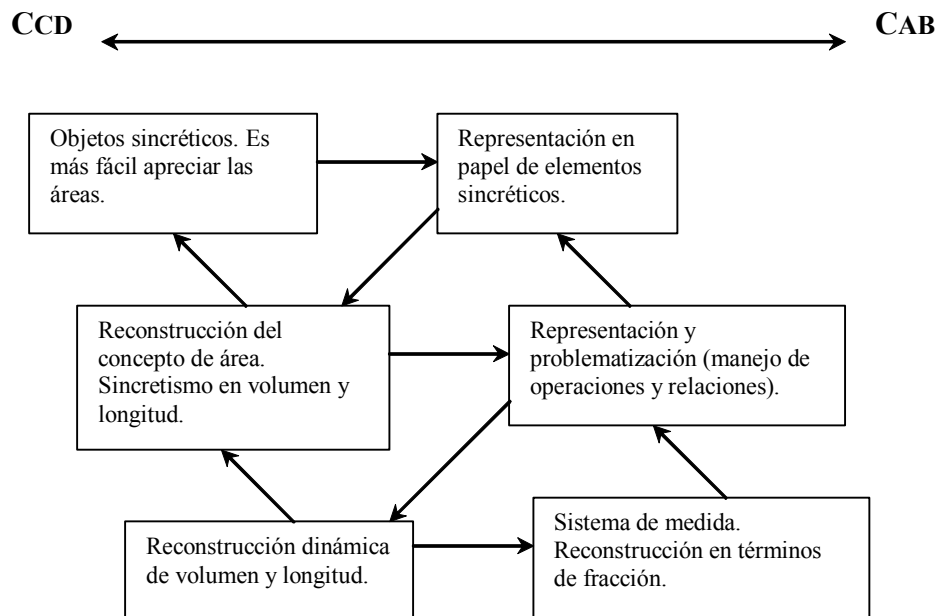 CCD
CAB
Objetos sincréticos. Es
más fácil apreciar las
áreas.
Representación en
papel de elementos
sincréticos.
Reconstrucción del
concepto de área.
Sincretismo en volumen y
longitud.
Representación y
problematización (manejo de
operaciones y relaciones).
Reconstrucción dinámica
de volumen y longitud.
Sistema de medida.
Reconstrucción en términos
de fracción.